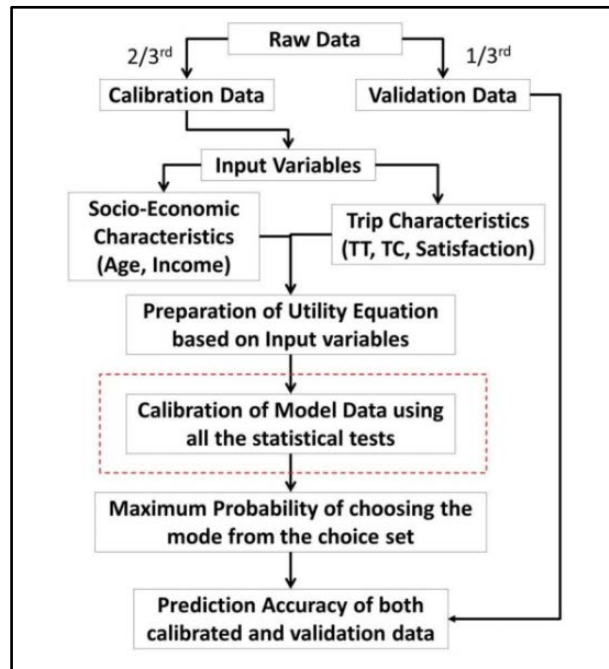 Raw Data
2/3rd
1/3rd
Calibration Data
Validation Data
Input Variables
Socio-Economic
Characteristics
(Age, Income)
Trip Characteristics
(TT, TC, Satisfaction)
Preparation of Utility Equation
based on Input variables
Calibration of Model Data using
all the statistical tests
Maximum Probability of choosing the
mode from the choice set
Prediction Accuracy of both
calibrated and validation data